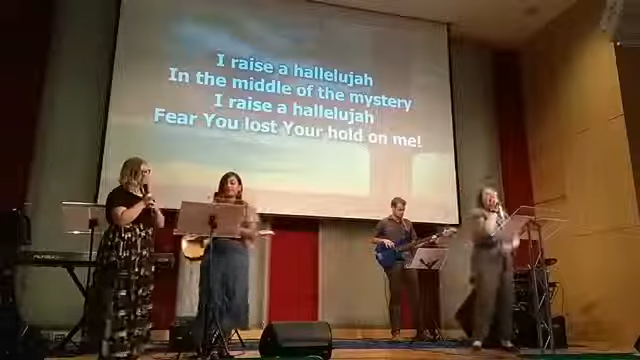 I raise a hallelujah
In the middle of the mystery
I raise a hallelujah
Fear You lost Your hold on me!